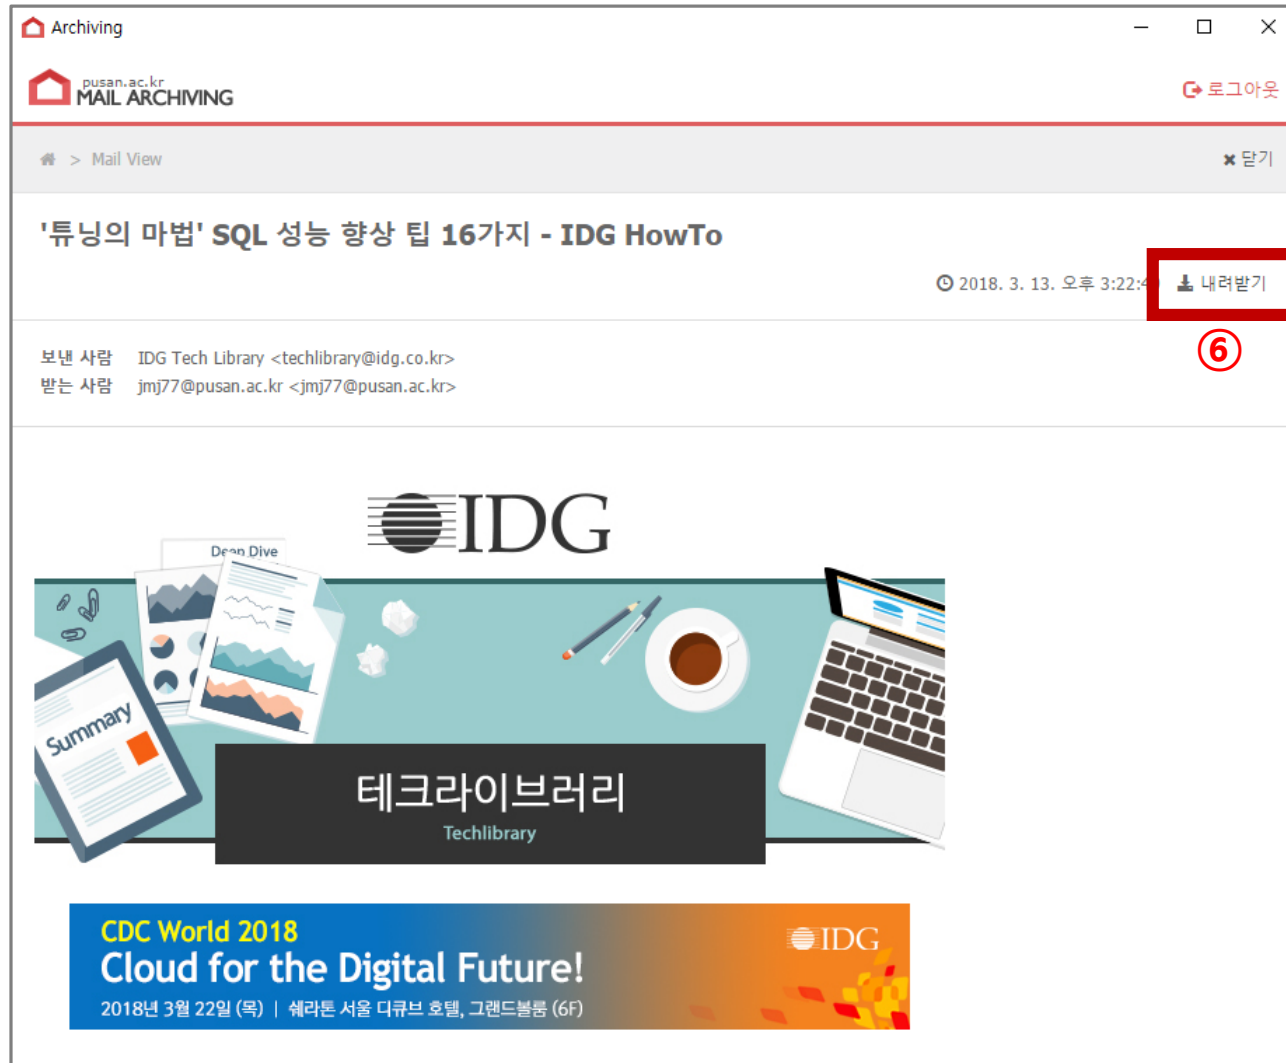 Archiving
pusan.ac.kr
MAIL ARCHIVING
로그아웃
> Mail View
닫기
'튜닝의 마법' SQL 성능 향상 팁 16가지 - IDG HowTo
2018. 3. 13. 오후 3:22:4
내려받기
⑥
보낸 사람 IDG Tech Library <techlibrary@idg.co.kr>
받는 사람 jmj77@pusan.ac.kr <jmj77@pusan.ac.kr>
IDG
Deep Dive
Summary
테크라이브러리
Techlibrary
CDC World 2018
IDG
Cloud for the Digital Future!
2018년 3월 22일 (목) | 쉐라톤 서울 디큐브 호텔, 그랜드볼룸 (6F)